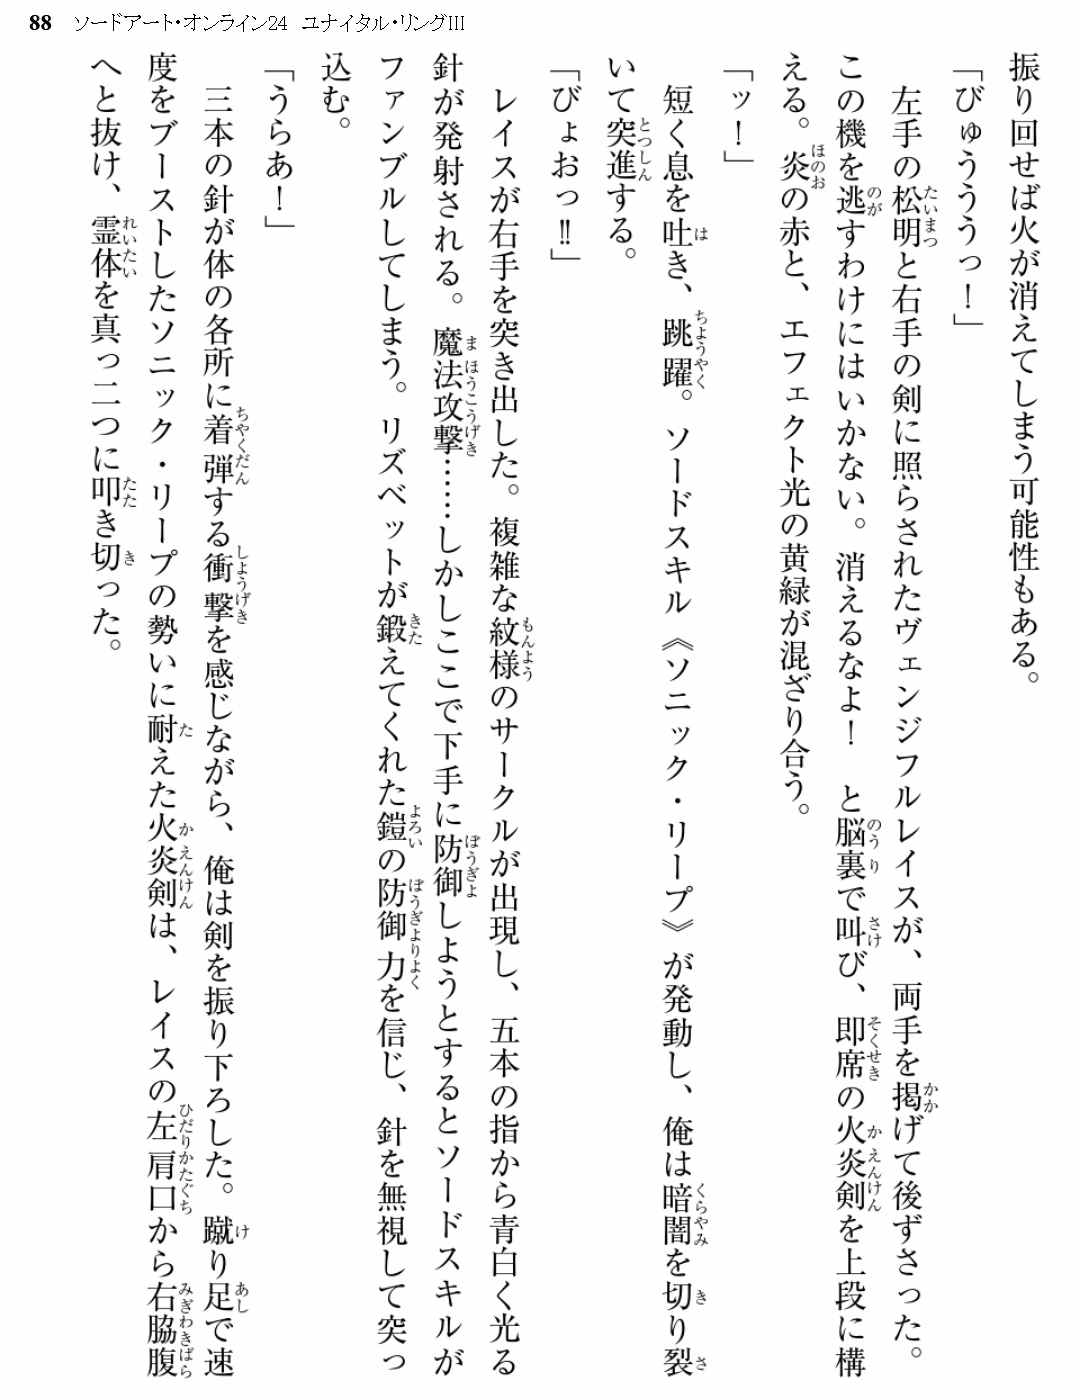 88 ソードアート・オンライン24 ユナイタル・リングIII
振り回せば火が消えてしまう可能性もある。
「びゅうううっ！」
左手の松明と右手の剣に照らされたヴェンジフルレイスが、両手を掲げて後ずさった。
この機を逃すわけにはいかない。消えるなよ！　と脳裏で叫び、即席の火炎剣を上段に構
える。炎の赤と、エフェクト光の黄緑が混ざり合う。
「ッ！」
短く息を吐き、跳躍。ソードスキル《ソニック・リープ》が発動し、俺は暗闇を切り裂
いて突進する。
「びょおっ‼」
レイスが右手を突き出した。複雑な紋様のサークルが出現し、五本の指から青白く光る
針が発射される。魔法攻撃……しかしここで下手に防御しようとするとソードスキルが
ファンブルしてしまう。リズベットが鍛えてくれた鎧の防御力を信じ、針を無視して突っ
込む。
「うらあ！」
三本の針が体の各所に着弾する衝撃を感じながら、俺は剣を振り下ろした。蹴り足で速
度をブーストしたソニック・リープの勢いに耐えた火炎剣は、レイスの左肩口から右脇腹
へと抜け、霊体を真っ二つに叩き切った。